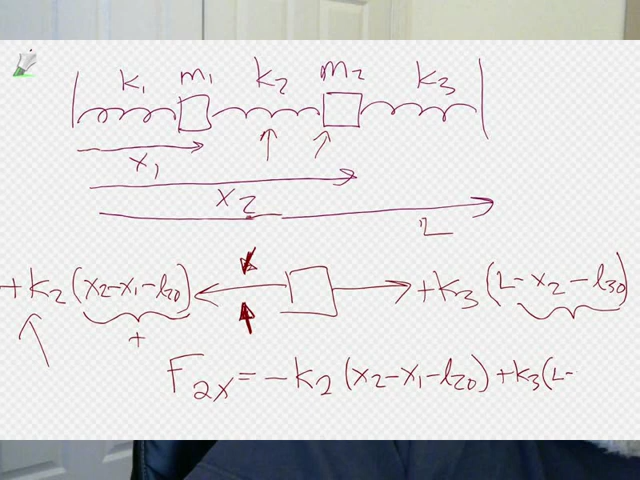 k₁ m₁ k₂ m₂ k₃
x₁
x₂
L
+k₂(x₂-x₁-l₂₀) +k₃(L-x₂-l₃₀)
+
F₂ₓ=-k₂(x₂-x₁-l₂₀)+k₃(L-